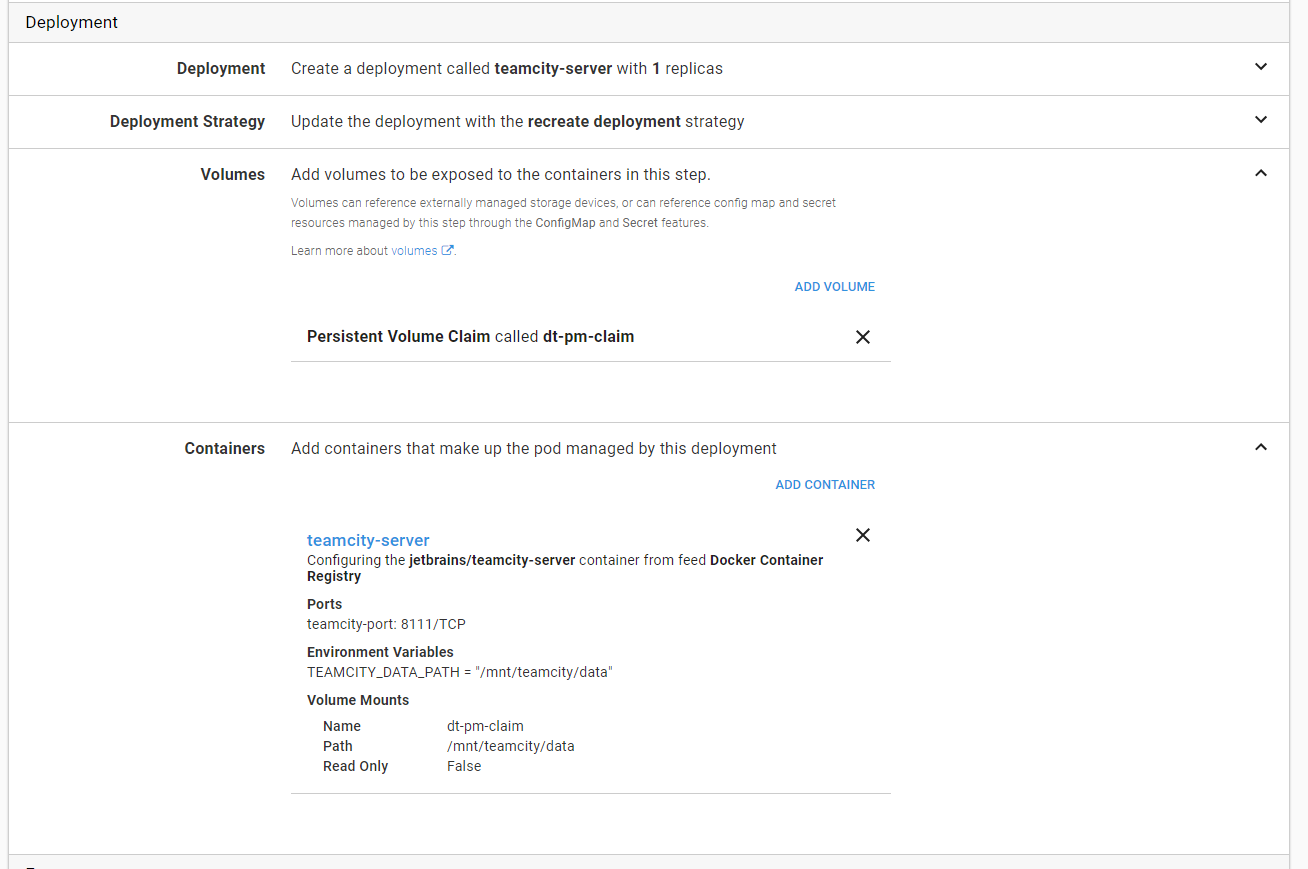 Deployment
Deployment Create a deployment called teamcity-server with 1 replicas
Deployment Strategy Update the deployment with the recreate deployment strategy
Volumes Add volumes to be exposed to the containers in this step.
Volumes can reference externally managed storage devices, or can reference config map and secret
resources managed by this step through the ConfigMap and Secret features.
Learn more about volumes.
ADD VOLUME
Persistent Volume Claim called dt-pm-claim
Containers Add containers that make up the pod managed by this deployment
ADD CONTAINER
teamcity-server
Configuring the jetbrains/teamcity-server container from feed Docker Container
Registry
Ports
teamcity-port: 8111/TCP
Environment Variables
TEAMCITY_DATA_PATH = "/mnt/teamcity/data"
Volume Mounts
Name dt-pm-claim
Path /mnt/teamcity/data
Read Only False